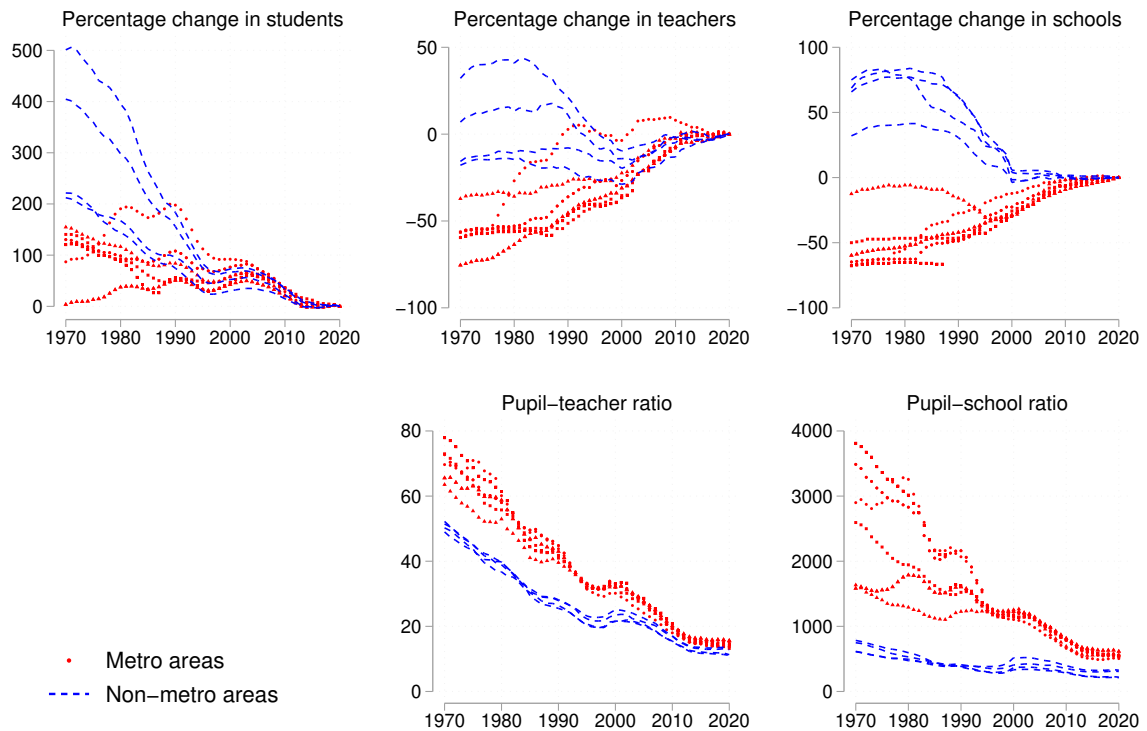 Percentage change in students
500
400
300
200
100
0
1970 1980 1990 2000 2010 2020
Percentage change in teachers
50
0
−50
−100
1970 1980 1990 2000 2010 2020
Percentage change in schools
100
50
0
−50
−100
1970 1980 1990 2000 2010 2020
Pupil−teacher ratio
80
60
40
20
0
1970 1980 1990 2000 2010 2020
Pupil−school ratio
4000
3000
2000
1000
0
1970 1980 1990 2000 2010 2020
Metro areas
Non−metro areas